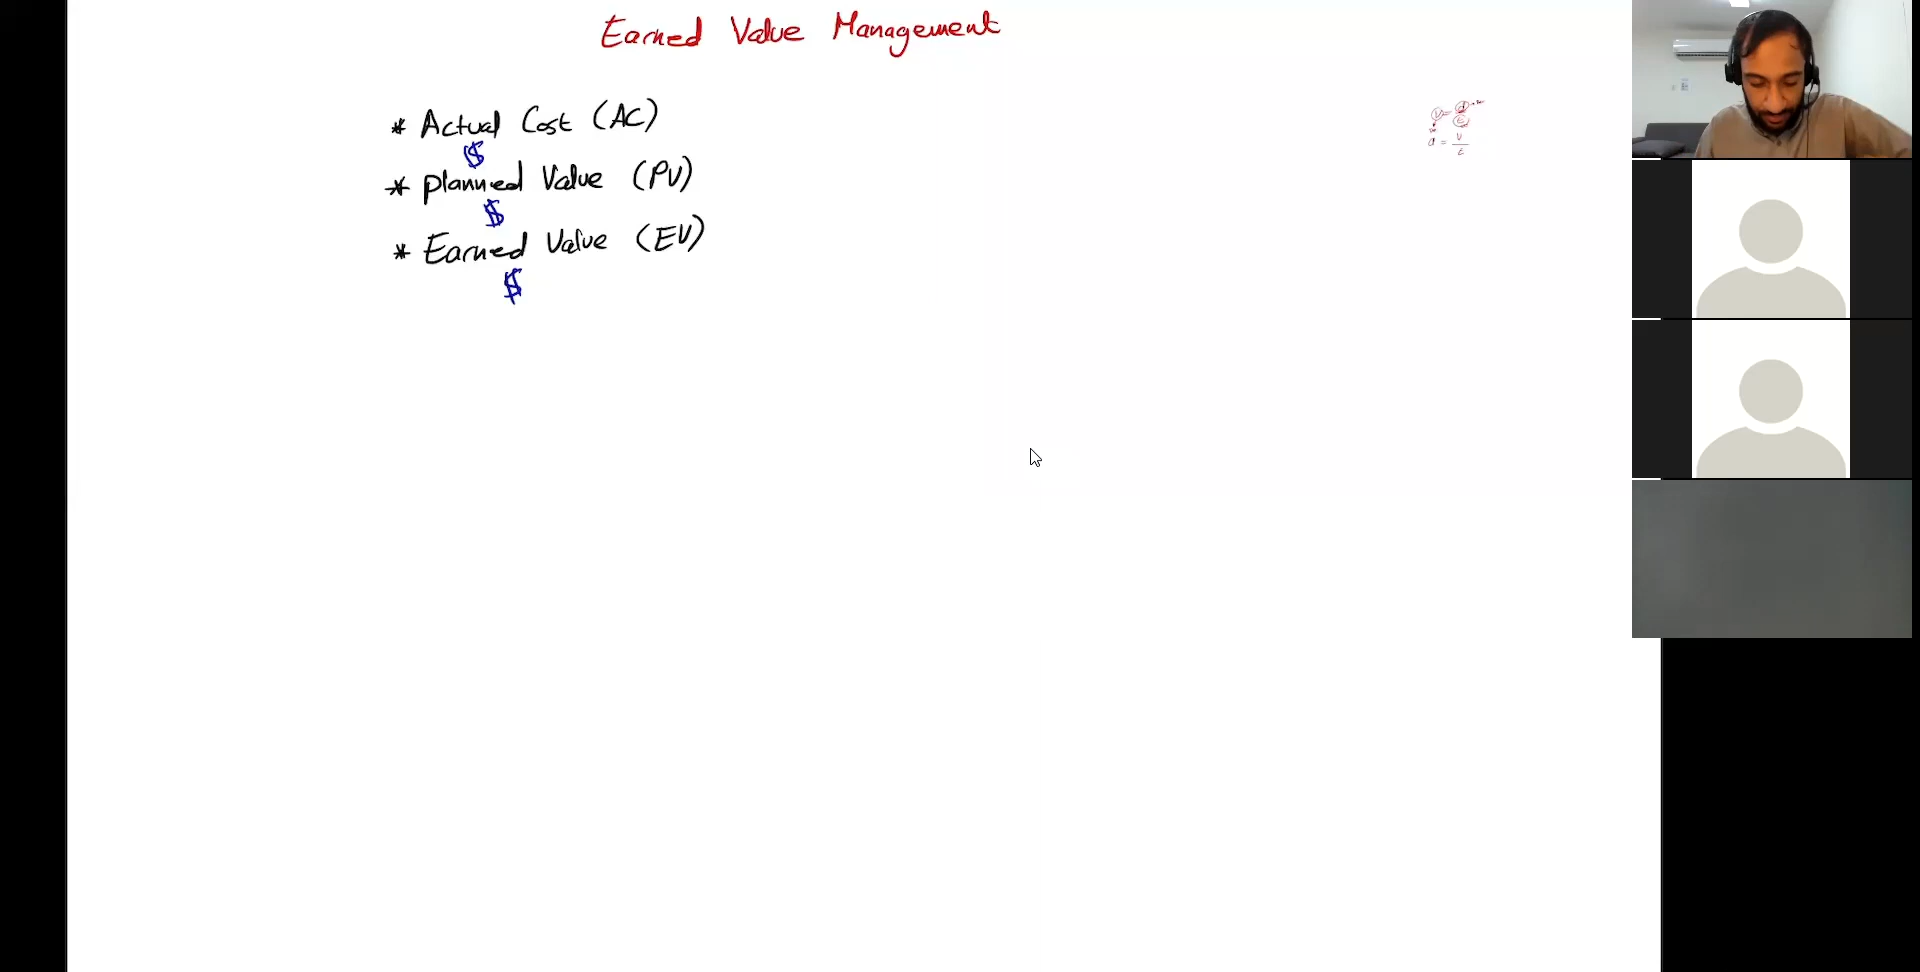 Earned Value Management
* Actual Cost (AC)
$
* Planned Value (PV)
$
* Earned Value (EV)
$
a = V
t